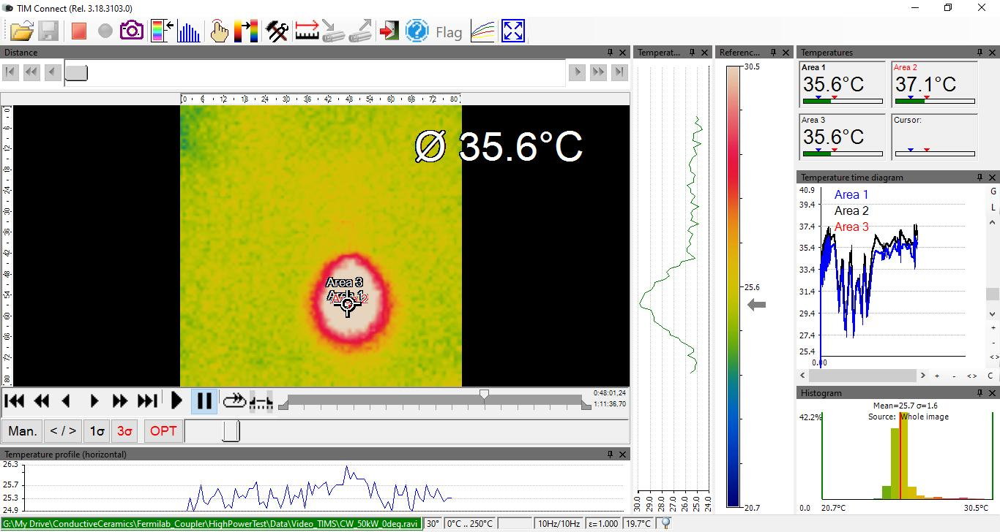 TIM Connect (Rel. 3.18.3103.0)
Flag
Distance
Temperat...
Referenc...
Temperatures
0 6 12 18 24 30 36 42 48 54 60 66 72 80
0 6 12 18 24 30 36 42 48 54 60 66 72 80
Ø 35.6°C
Area 3
Area 1
Area 2
30.0 29.0 28.0 27.0 26.0 25.0 24.0
30.5
25.6
20.7
Area 1
35.6°C
Area 2
37.1°C
Area 3
35.6°C
Cursor:
Temperature time diagram
40.9
39.4
37.4
35.4
33.4
31.4
29.4
27.4
25.4
0.00
Area 1
Area 2
Area 3
G
L
+
-
<>
< > + - <> C
0:48:01,24
1:11:36,70
Man. < / > 1σ 3σ OPT
Temperature profile (horizontal)
26.3
25.7
25.3
24.9
Histogram
Mean=25.7 σ=1.6
Source: Whole image
42.2%
0.0 20.7°C 30.5°C
G:\My Drive\ConductiveCeramics\Fermilab_Coupler\HighPowerTest\Data\Video_TIMS\CW_50kW_0deg.ravi 30° 0°C .. 250°C 10Hz/10Hz ε=1.000 19.7°C